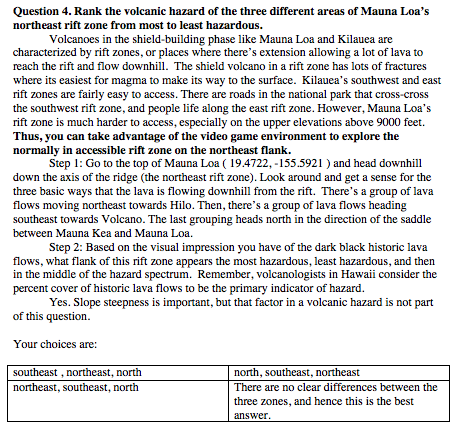 Question 4. Rank the volcanic hazard of the three different areas of Mauna Loa's
northeast rift zone from most to least hazardous.
Volcanoes in the shield-building phase like Mauna Loa and Kilauea are
characterized by rift zones, or places where there's extension allowing a lot of lava to
reach the rift and flow downhill. The shield volcano in a rift zone has lots of fractures
where its easiest for magma to make its way to the surface. Kilauea's southwest and east
rift zones are fairly easy to access. There are roads in the national park that cross-cross
the southwest rift zone, and people life along the east rift zone. However, Mauna Loa's
rift zone is much harder to access, especially on the upper elevations above 9000 feet.
Thus, you can take advantage of the video game environment to explore the
normally in accessible rift zone on the northeast flank.
Step 1: Go to the top of Mauna Loa ( 19.4722, -155.5921 ) and head downhill
down the axis of the ridge (the northeast rift zone). Look around and get a sense for the
three basic ways that the lava is flowing downhill from the rift. There's a group of lava
flows moving northeast towards Hilo. Then, there's a group of lava flows heading
southeast towards Volcano. The last grouping heads north in the direction of the saddle
between Mauna Kea and Mauna Loa.
Step 2: Based on the visual impression you have of the dark black historic lava
flows, what flank of this rift zone appears the most hazardous, least hazardous, and then
in the middle of the hazard spectrum. Remember, volcanologists in Hawaii consider the
percent cover of historic lava flows to be the primary indicator of hazard.
Yes. Slope steepness is important, but that factor in a volcanic hazard is not part
of this question.
Your choices are:
southeast , northeast, north
north, southeast, northeast
northeast, southeast, north
There are no clear differences between the
three zones, and hence this is the best
answer.